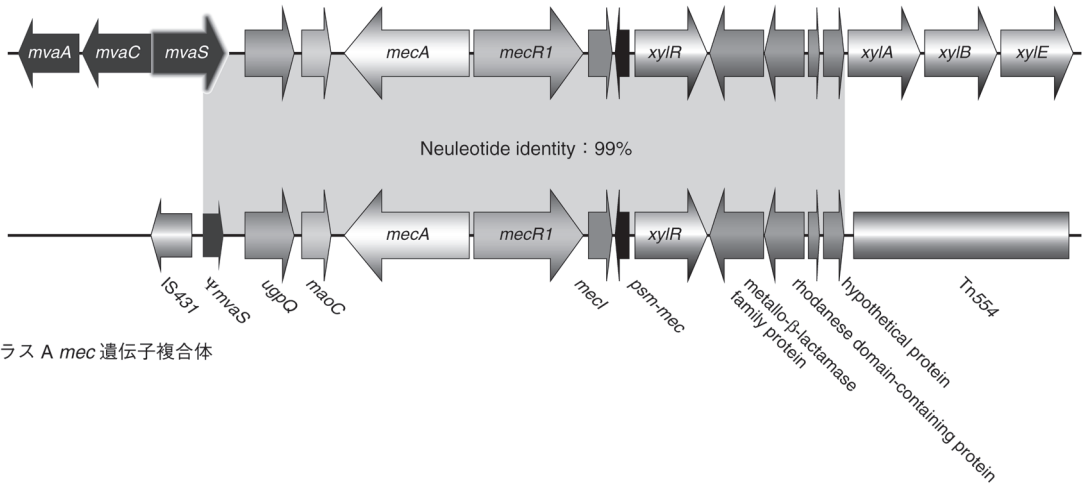 mvaA mvaC mvaS mecA mecR1 xylR xylA xylB xylE
Neuleotide identity：99%
mecA mecR1 xylR
IS431
ΨmvaS
ugpQ
maoC
mecI
psm-mec
metallo-β-lactamase
family protein
rhodanese domain-containing protein
hypothetical protein
Tn554
ラス A mec 遺伝子複合体